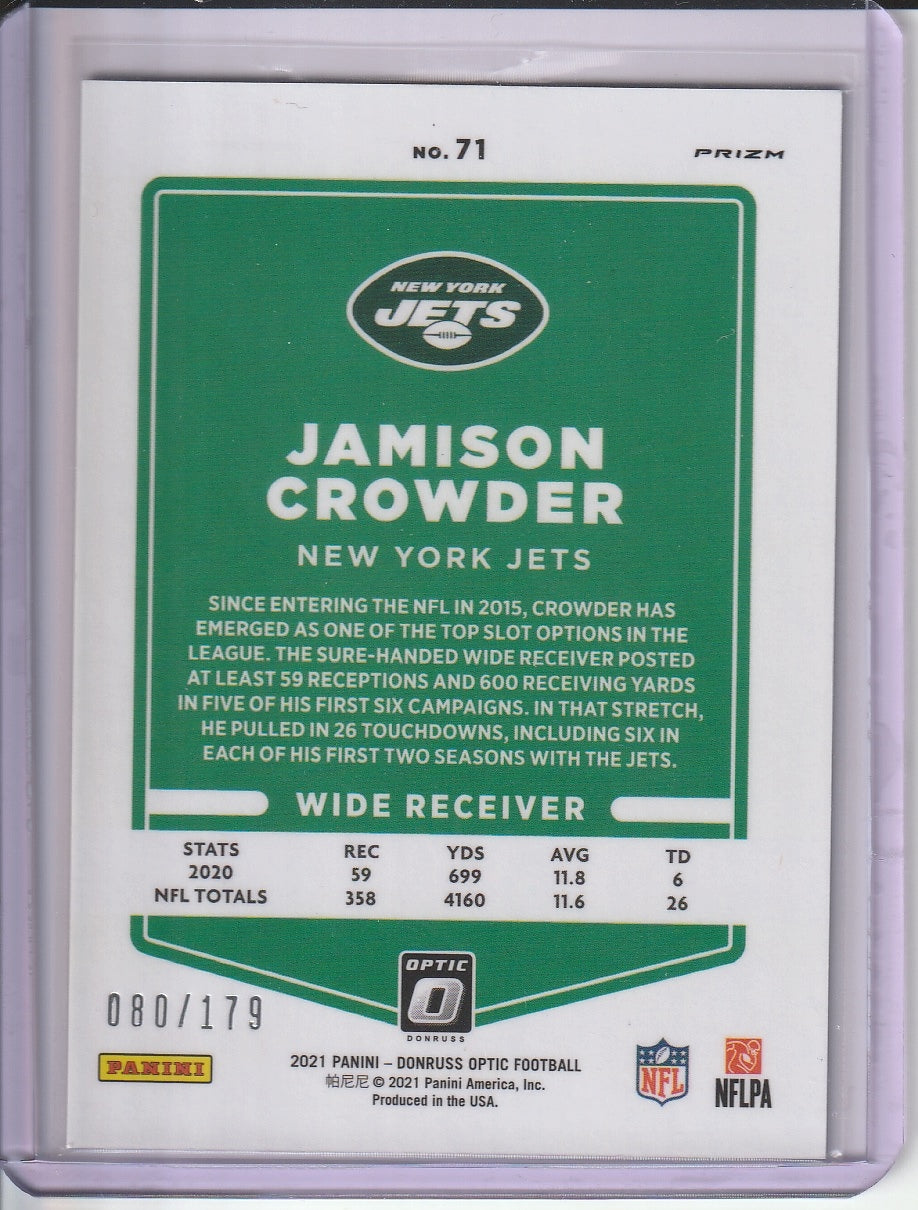 NO. 71
PRIZM
NEW YORK
JETS
JAMISON
CROWDER
NEW YORK JETS
SINCE ENTERING THE NFL IN 2015, CROWDER HAS
EMERGED AS ONE OF THE TOP SLOT OPTIONS IN THE
LEAGUE. THE SURE-HANDED WIDE RECEIVER POSTED
AT LEAST 59 RECEPTIONS AND 600 RECEIVING YARDS
IN FIVE OF HIS FIRST SIX CAMPAIGNS. IN THAT STRETCH,
HE PULLED IN 26 TOUCHDOWNS, INCLUDING SIX IN
EACH OF HIS FIRST TWO SEASONS WITH THE JETS.
WIDE RECEIVER
STATS REC YDS AVG TD
2020 59 699 11.8 6
NFL TOTALS 358 4160 11.6 26
OPTIC
O
DONRUSS
080/179
PANINI
2021 PANINI – DONRUSS OPTIC FOOTBALL
帕尼尼 © 2021 Panini America, Inc.
Produced in the USA.
NFL
NFLPA